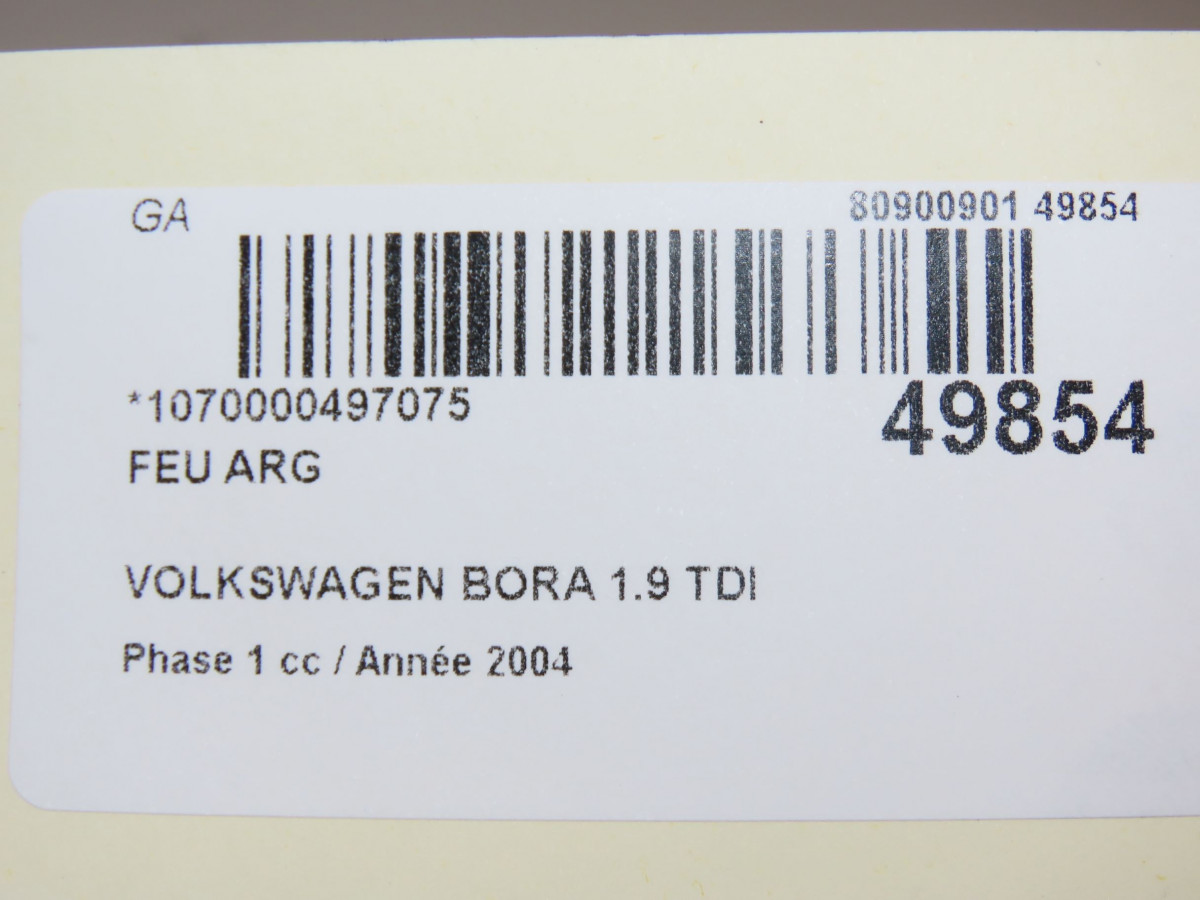 GA 80900901 49854
*1070000497075 49854
FEU ARG
VOLKSWAGEN BORA 1.9 TDI
Phase 1 cc / Année 2004